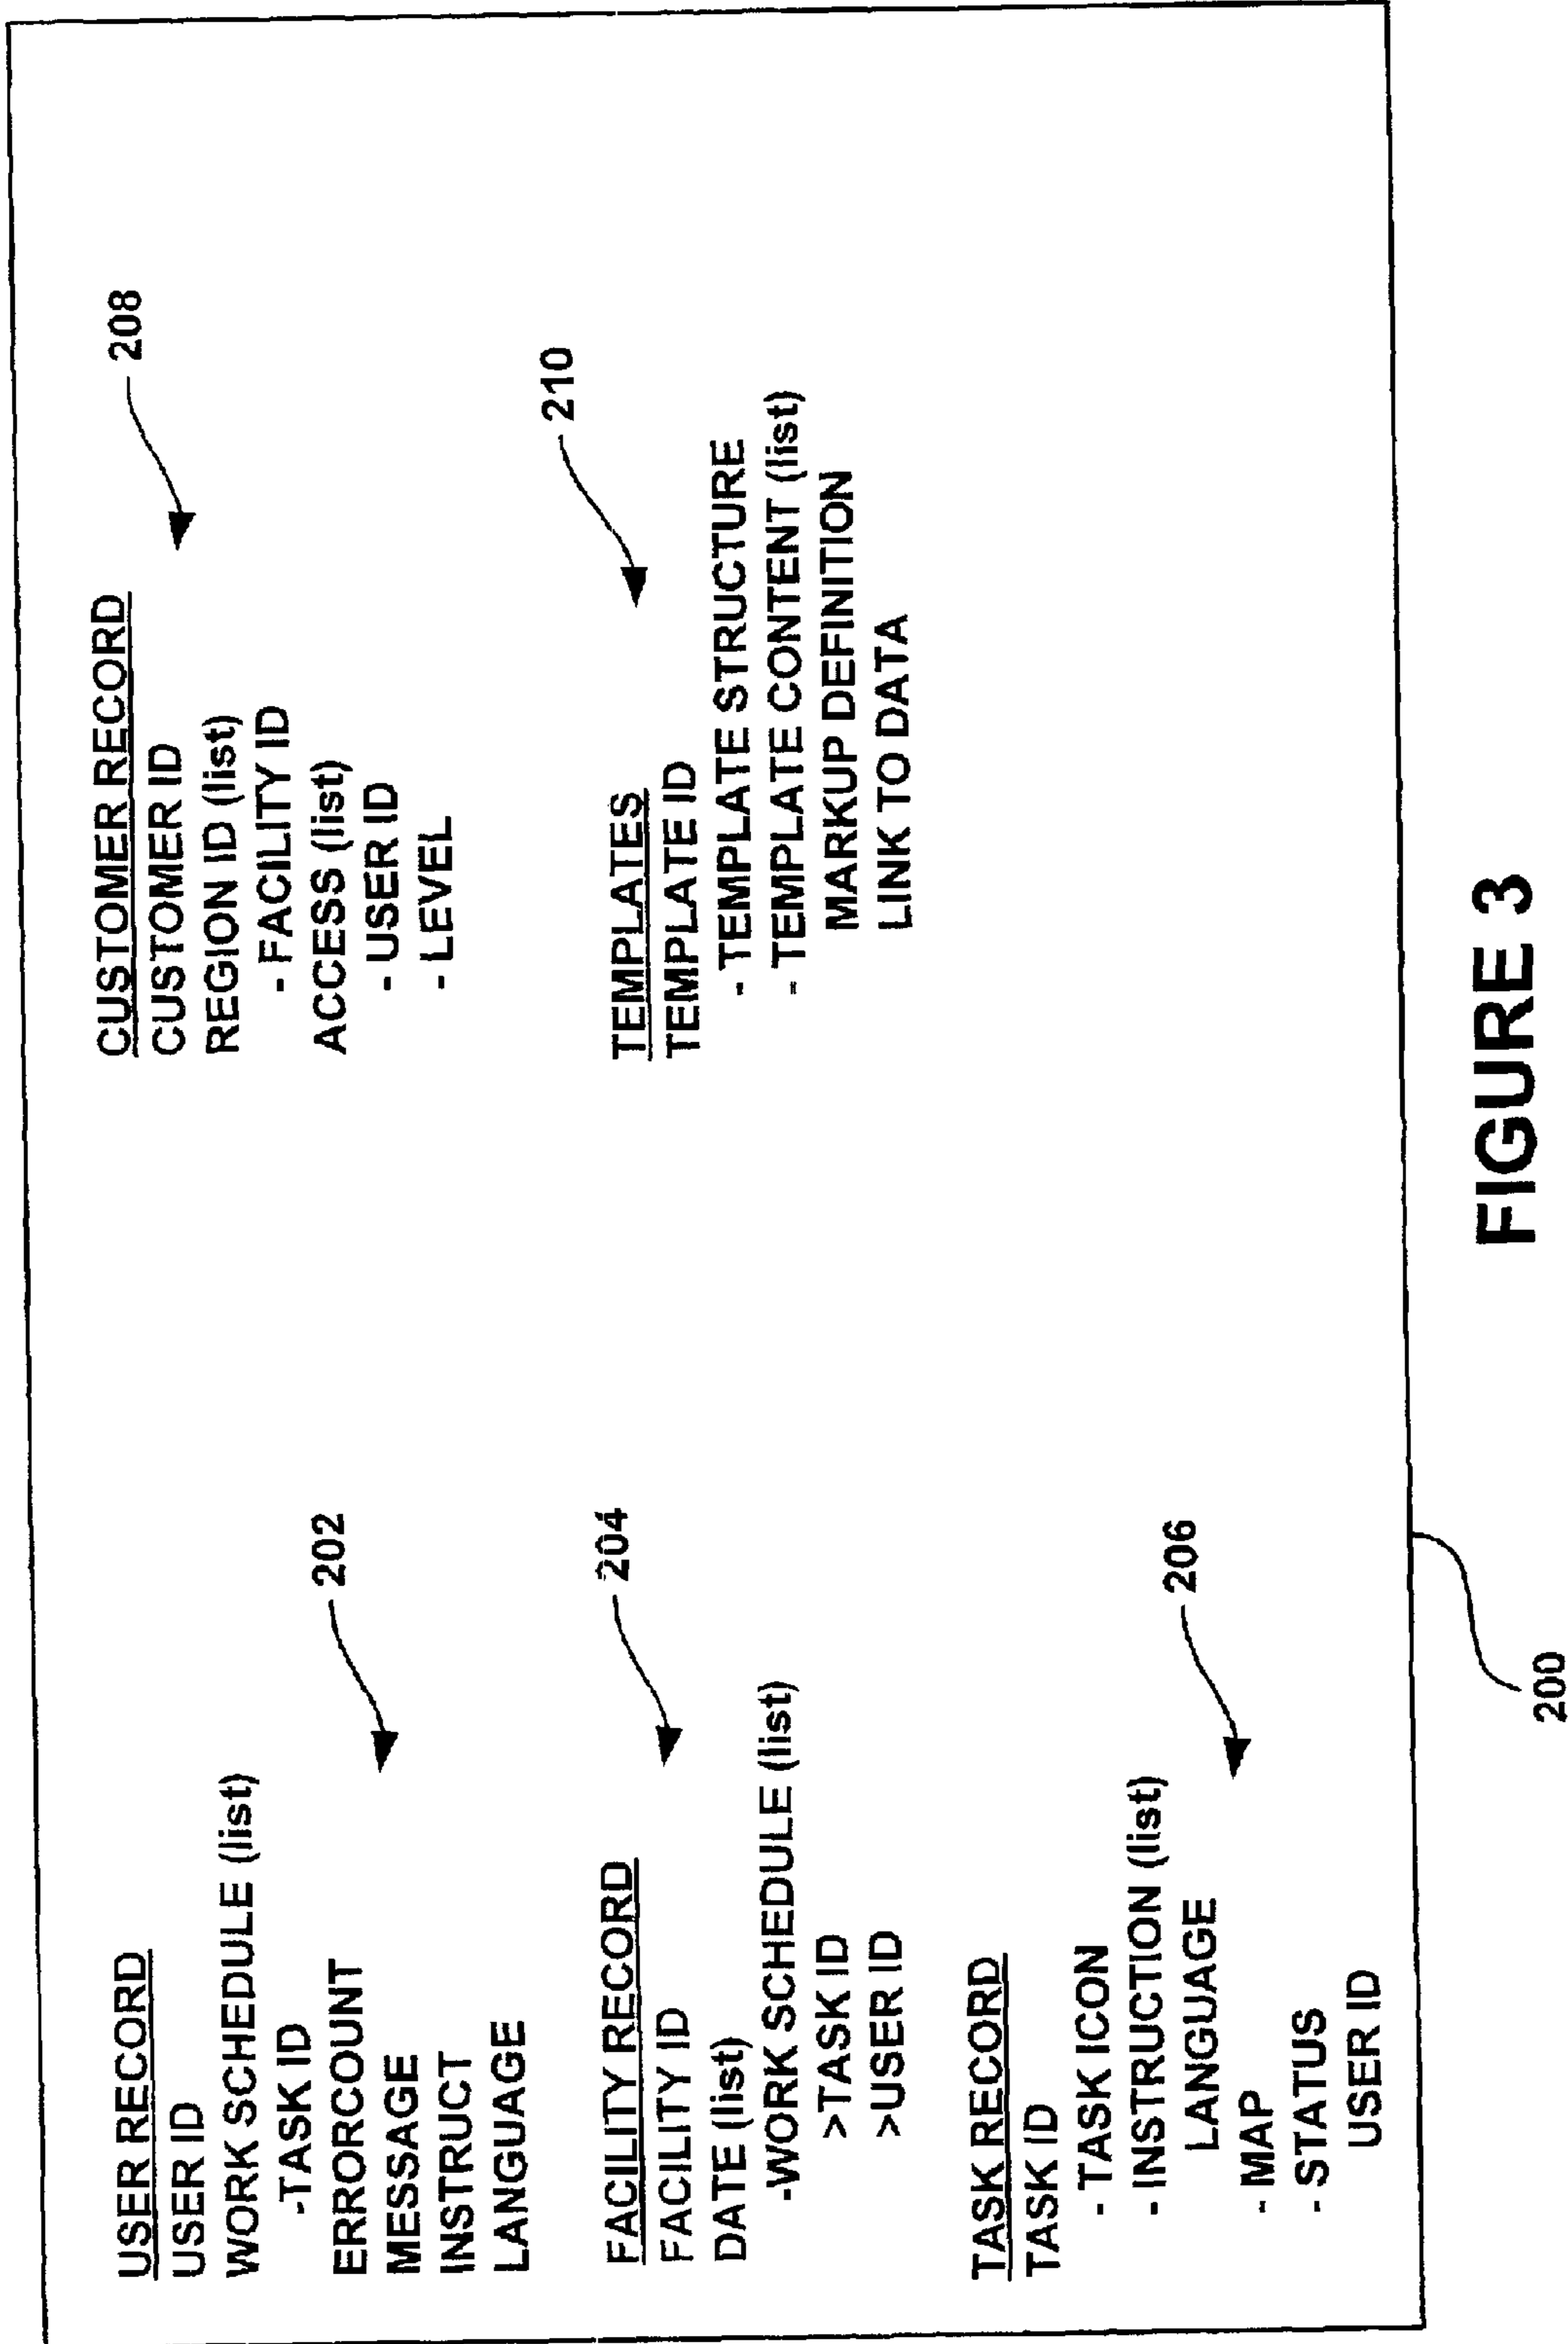 USER RECORD
USER ID
WORK SCHEDULE (list)
-TASK ID
ERRORCOUNT
MESSAGE
INSTRUCT
LANGUAGE
202
FACILITY RECORD
FACILITY ID
DATE (list)
-WORK SCHEDULE (list)
>TASK ID
>USER ID
204
TASK RECORD
TASK ID
- TASK ICON
- INSTRUCTION (list)
LANGUAGE
- MAP
- STATUS
USER ID
206
CUSTOMER RECORD
CUSTOMER ID
REGION ID (list)
- FACILITY ID
ACCESS (list)
- USER ID
- LEVEL
208
TEMPLATES
TEMPLATE ID
- TEMPLATE STRUCTURE
- TEMPLATE CONTENT (list)
MARKUP DEFINITION
LINK TO DATA
210
200
FIGURE 3